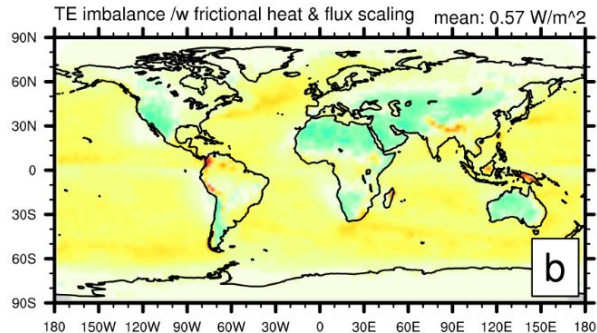 TE imbalance /w frictional heat & flux scaling mean: 0.57 W/m^2
90N
60N
30N
0
30S
60S
90S
b
180 150W 120W 90W 60W 30W 0 30E 60E 90E 120E 150E 180